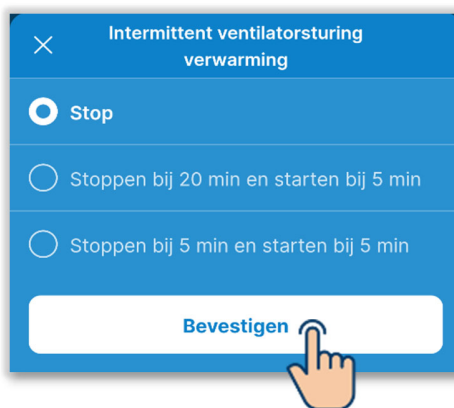 Intermittent ventilatorsturing
verwarming
Stop
Stoppen bij 20 min en starten bij 5 min
Stoppen bij 5 min en starten bij 5 min
Bevestigen